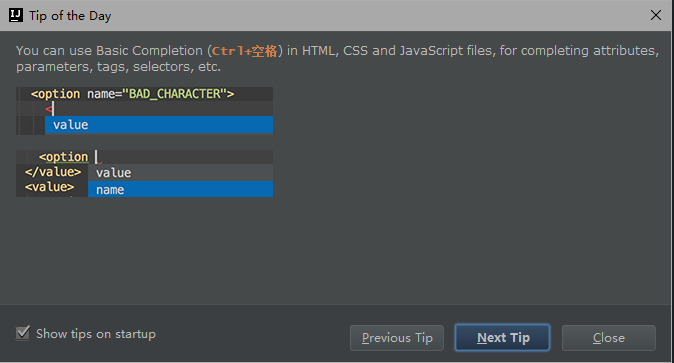 IJ Tip of the Day
You can use Basic Completion (Ctrl+空格) in HTML, CSS and JavaScript files, for completing attributes,
parameters, tags, selectors, etc.
<option name="BAD_CHARACTER">
<
value
<option
</value> value
<value> name
Show tips on startup
Previous Tip
Next Tip
Close